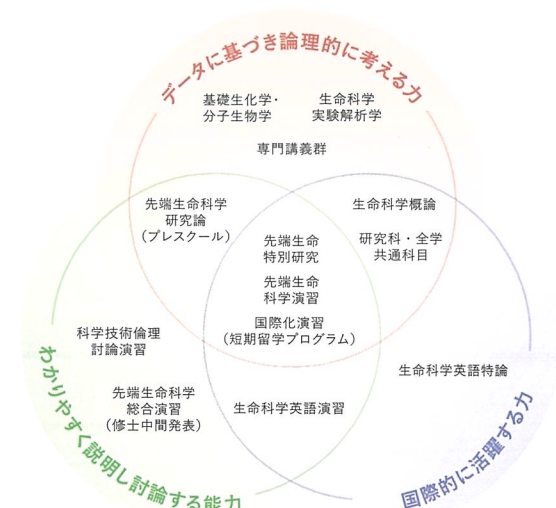 データに基づき論理的に考える力
基礎生化学・
分子生物学
生命科学
実験解析学
専門講義群
先端生命科学
研究論
（プレスクール）
生命科学概論
研究科・全学
共通科目
先端生命
特別研究
先端生命
科学演習
国際化演習
（短期留学プログラム）
科学技術倫理
討論演習
先端生命科学
総合演習
（修士中間発表）
生命科学英語演習
生命科学英語特論
わかりやすく説明し討論する能力
国際的に活躍する力